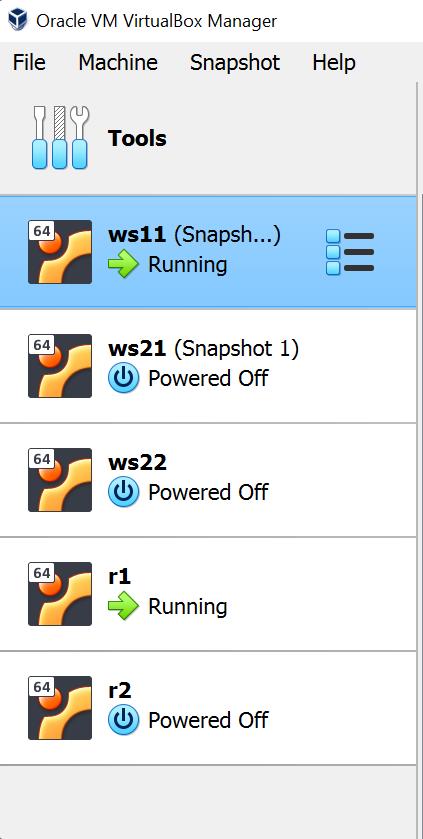 Oracle VM VirtualBox Manager
File Machine Snapshot Help
Tools
64
ws11 (Snapsh...)
Running
64
ws21 (Snapshot 1)
Powered Off
64
ws22
Powered Off
64
r1
Running
64
r2
Powered Off